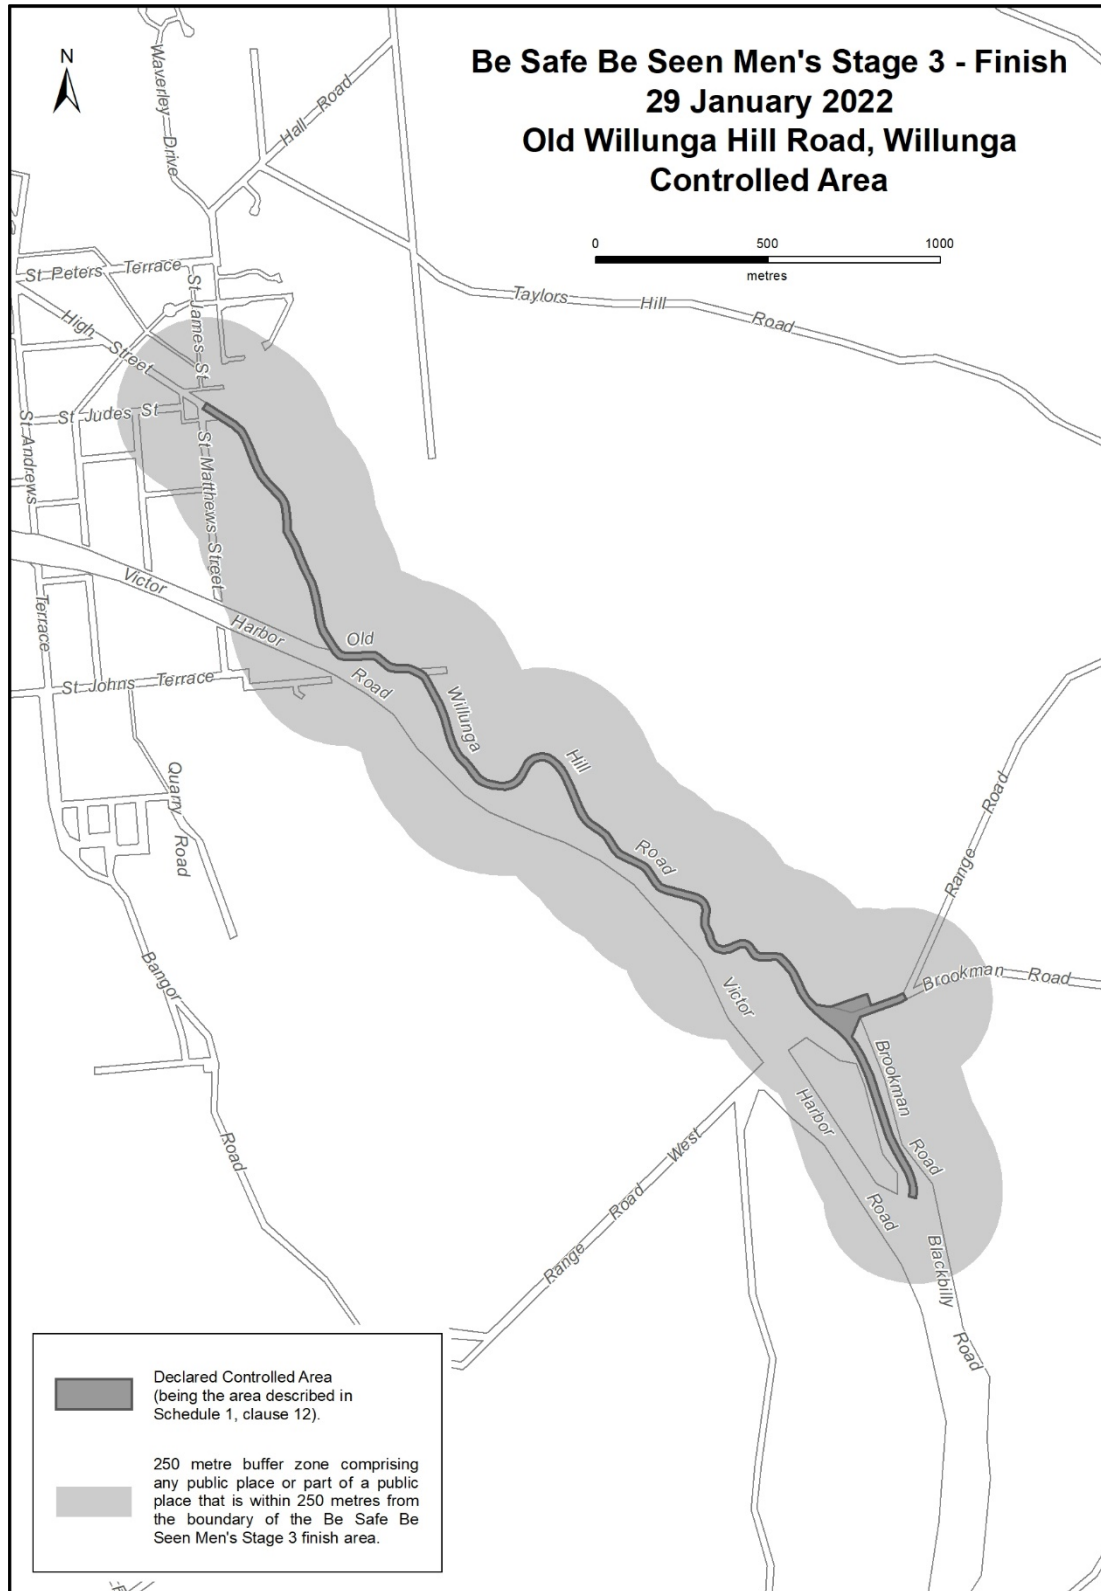 Be Safe Be Seen Men's Stage 3 - Finish
29 January 2022
Old Willunga Hill Road, Willunga
Controlled Area
N
0 500 1000
metres
Waverley Drive
Hall Road
St Peters Terrace
St James St
High Street
Taylors Hill Road
St Judes St
St Andrews Terrace
St Matthews Street
Victor Harbor Road
Old Willunga Hill Road
St Johns Terrace
Quarry Road
Bangor Road
Range Road
Brookman Road
Victor Harbor Road
Brookman Road
Range Road West
Blackbilly Road
Declared Controlled Area
(being the area described in
Schedule 1, clause 12).
250 metre buffer zone comprising
any public place or part of a public
place that is within 250 metres from
the boundary of the Be Safe Be
Seen Men's Stage 3 finish area.